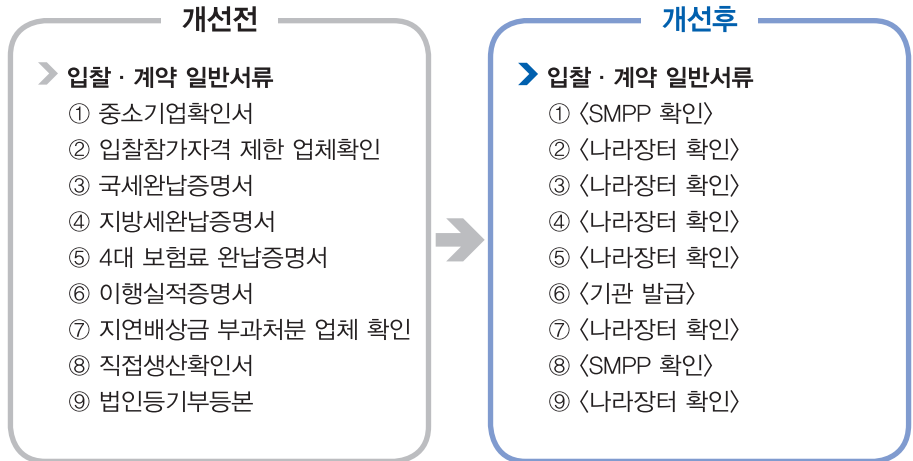 개선전
입찰 · 계약 일반서류
① 중소기업확인서
② 입찰참가자격 제한 업체확인
③ 국세완납증명서
④ 지방세완납증명서
⑤ 4대 보험료 완납증명서
⑥ 이행실적증명서
⑦ 지연배상금 부과처분 업체 확인
⑧ 직접생산확인서
⑨ 법인등기부등본
개선후
입찰 · 계약 일반서류
① 〈SMPP 확인〉
② 〈나라장터 확인〉
③ 〈나라장터 확인〉
④ 〈나라장터 확인〉
⑤ 〈나라장터 확인〉
⑥ 〈기관 발급〉
⑦ 〈나라장터 확인〉
⑧ 〈SMPP 확인〉
⑨ 〈나라장터 확인〉